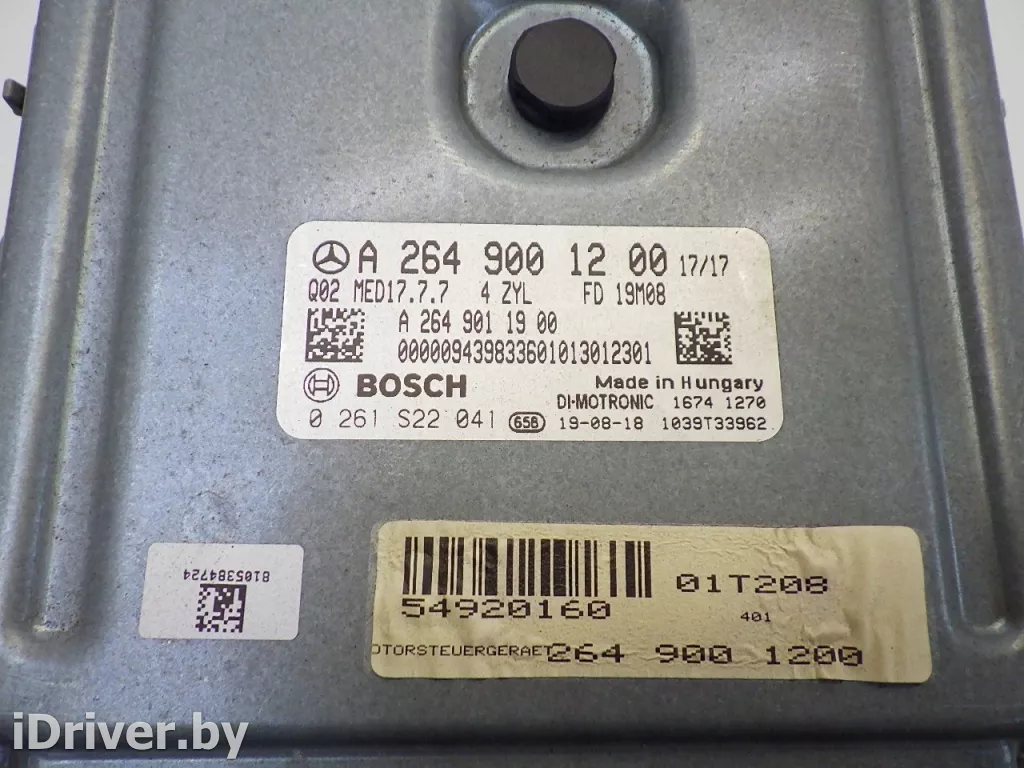 A 264 900 12 00 17/17
Q02 MED17.7.7 4 ZYL FD 19M08
A 264 901 19 00
000009439833601013012301
BOSCH Made in Hungary
DI-MOTRONIC 1674 1270
0 261 S22 041 65B 19-08-18 1039T33962
8105384724
54920160 01T208
401
OTORSTEUERGERAET 264 900 1200
iDriver.by